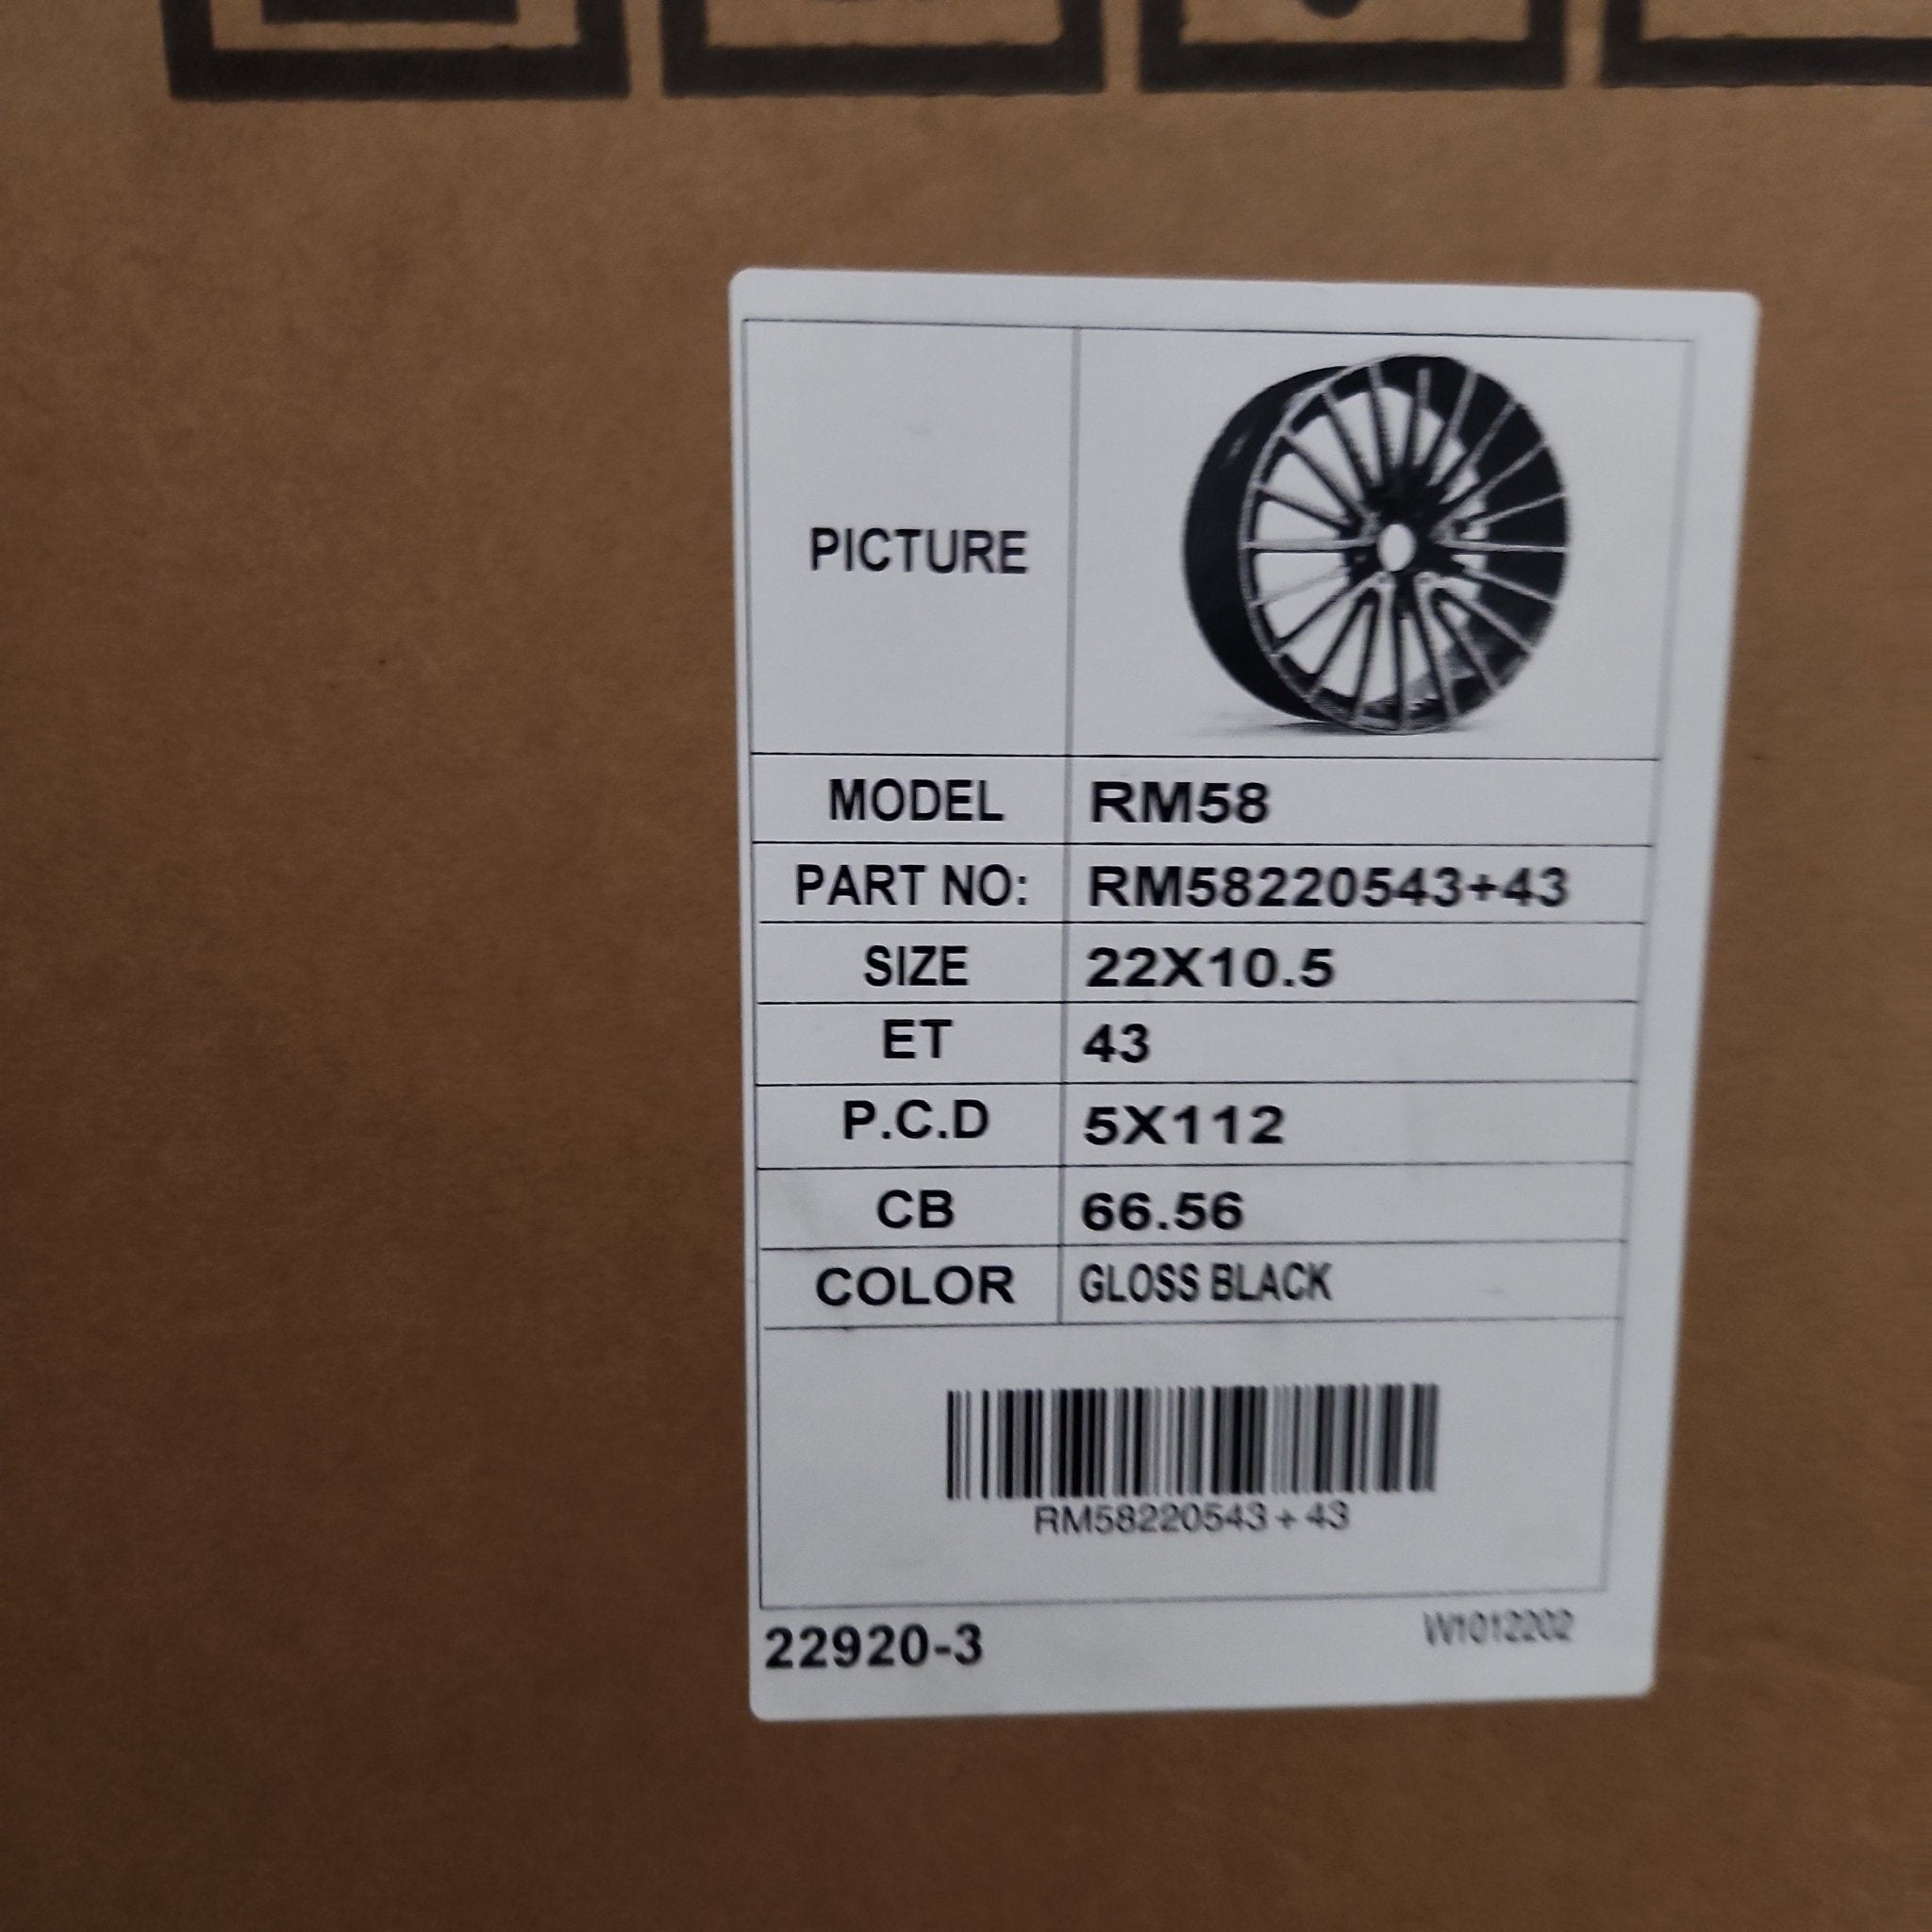 PICTURE
MODEL RM58
PART NO: RM58220543+43
SIZE 22X10.5
ET 43
P.C.D 5X112
CB 66.56
COLOR GLOSS BLACK
RM58220543+43
22920-3 W1012202